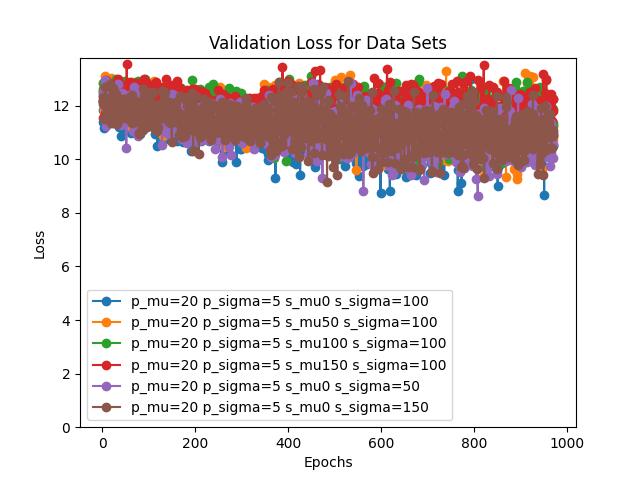 Validation Loss for Data Sets
Loss
12
10
8
6
4
2
0
p_mu=20 p_sigma=5 s_mu0 s_sigma=100
p_mu=20 p_sigma=5 s_mu50 s_sigma=100
p_mu=20 p_sigma=5 s_mu100 s_sigma=100
p_mu=20 p_sigma=5 s_mu150 s_sigma=100
p_mu=20 p_sigma=5 s_mu0 s_sigma=50
p_mu=20 p_sigma=5 s_mu0 s_sigma=150
0 200 400 600 800 1000
Epochs